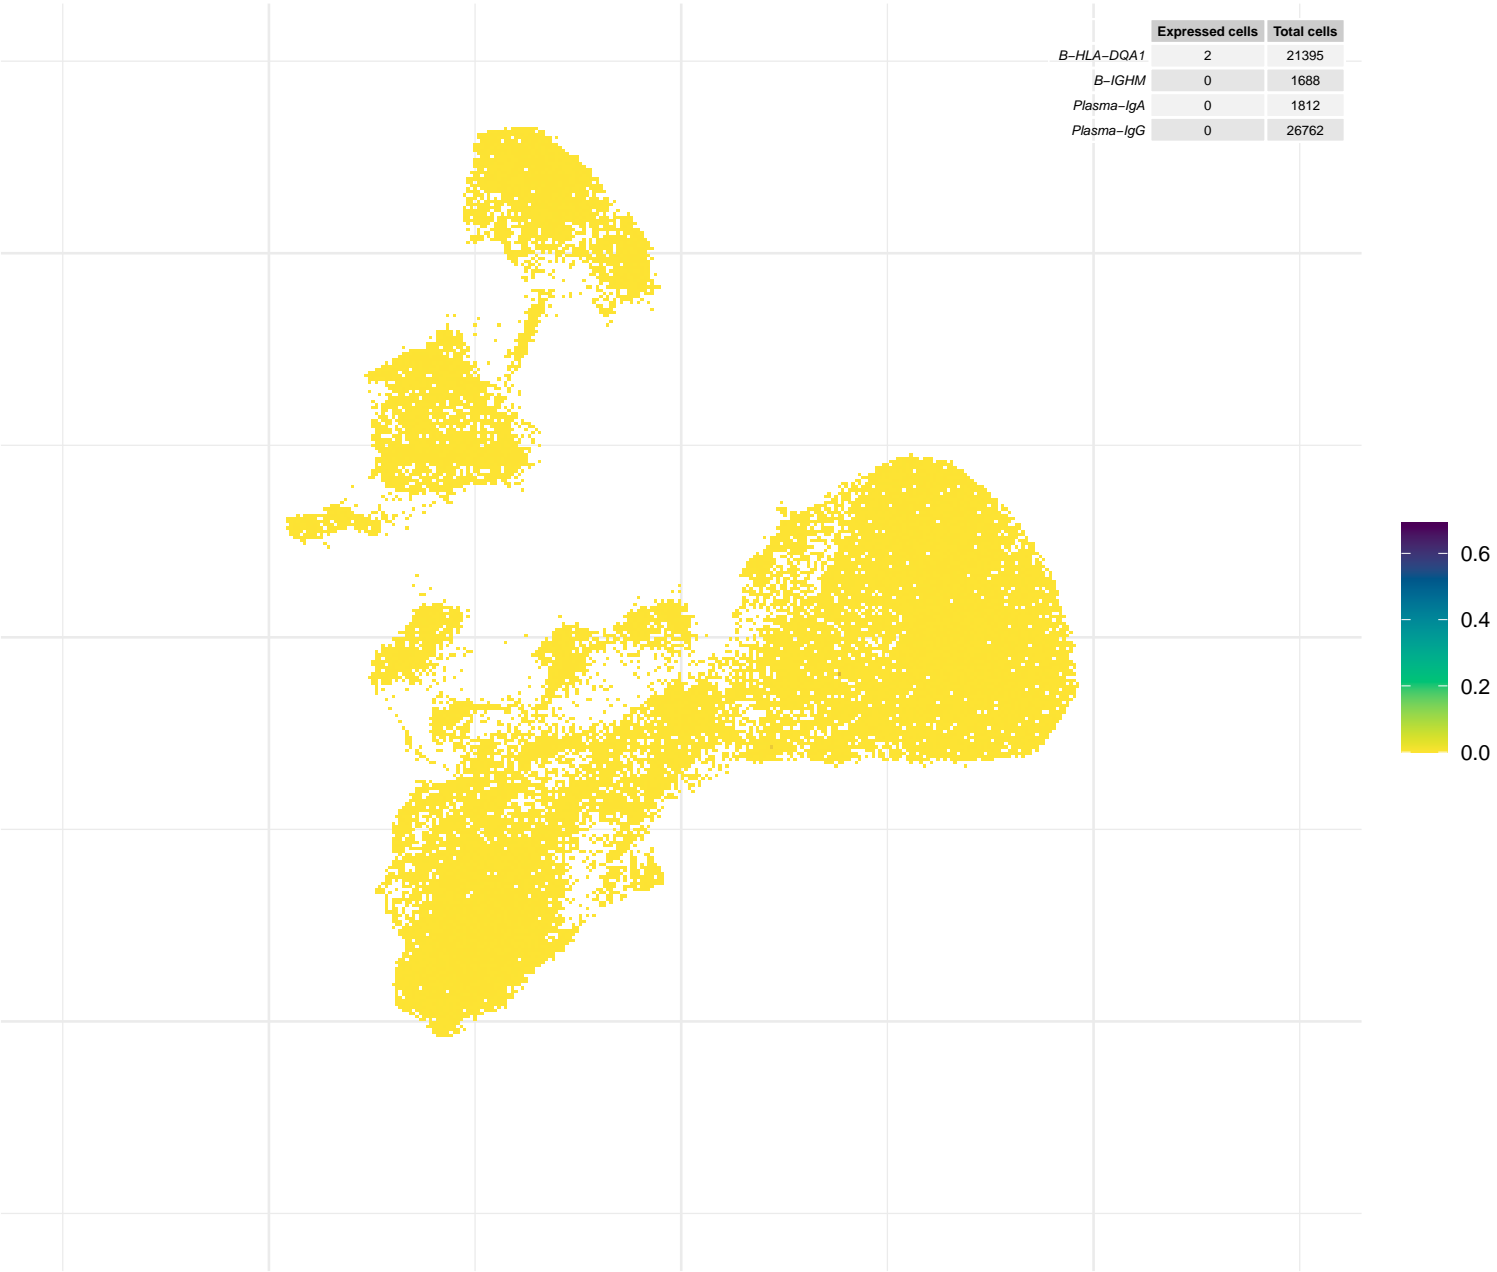 Expressed cells Total cells
B−HLA−DQA1 2 21395
B−IGHM 0 1688
Plasma−IgA 0 1812
Plasma−IgG 0 26762
0.6
0.4
0.2
0.0